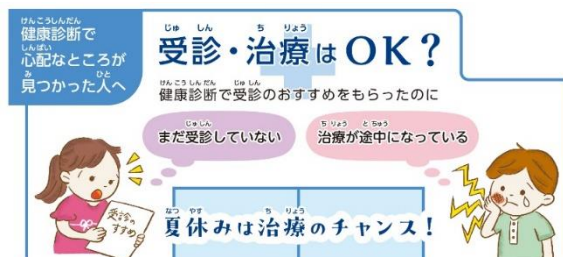 健康診断で
心配なところが
見つかった人へ
受診・治療はOK？
健康診断で受診のおすすめをもらったのに
まだ受診していない
治療が途中になっている
受診の
すすめ
夏休みは治療のチャンス！